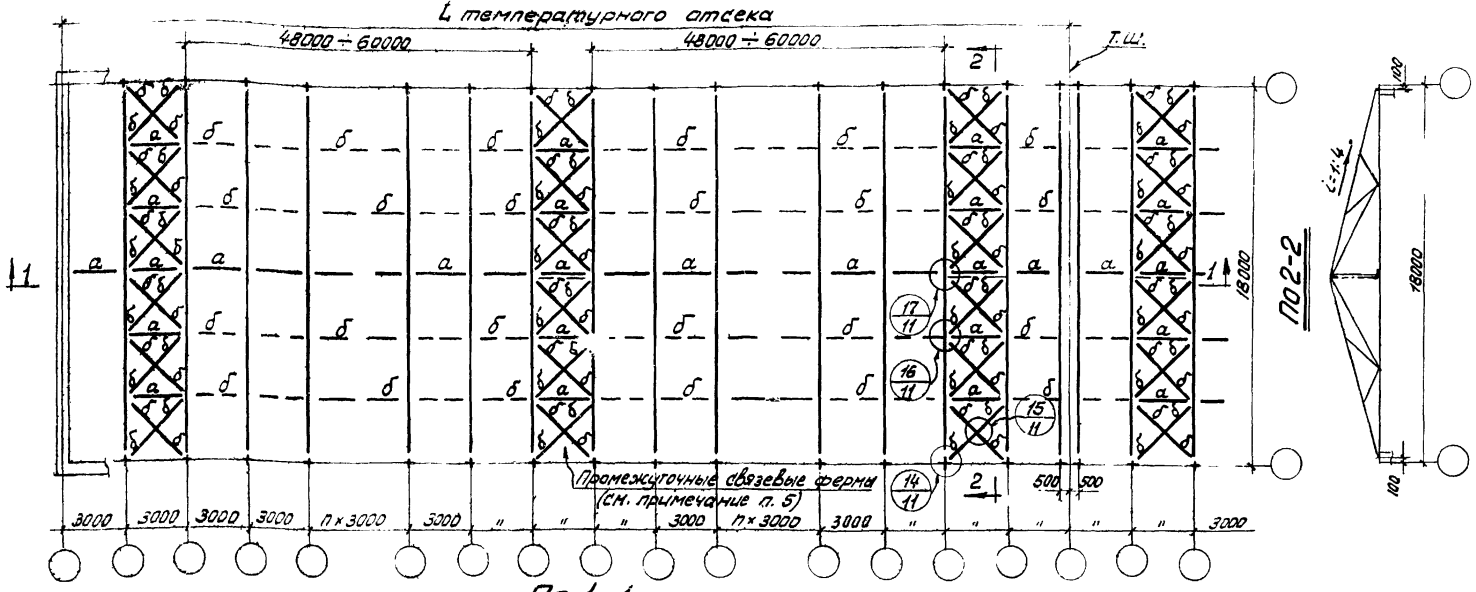 L температурного отсека
48000 ÷ 60000 48000 ÷ 60000
2 Т.Ш. 100
б б б б б б б б
б б б б б б б б
а б б б а б б а б б а
б б б б б б б б
б б б б б б б б
а б б б а б б а б а
i=1:4
б б б б б б б б
1 а а а а а а а а а а а 1
18000 По 2-2 18000
17
11
а б б б а б б а б а
16
11
а б б б а б б а б а
15
11
Промежуточные связевые фермы
(см. примечание п. 5)
14
11
2 500 500 100
3000 3000 3000 3000 n×3000 3000 " " " 3000 n×3000 3000 " " " " " " 3000
По 1-1